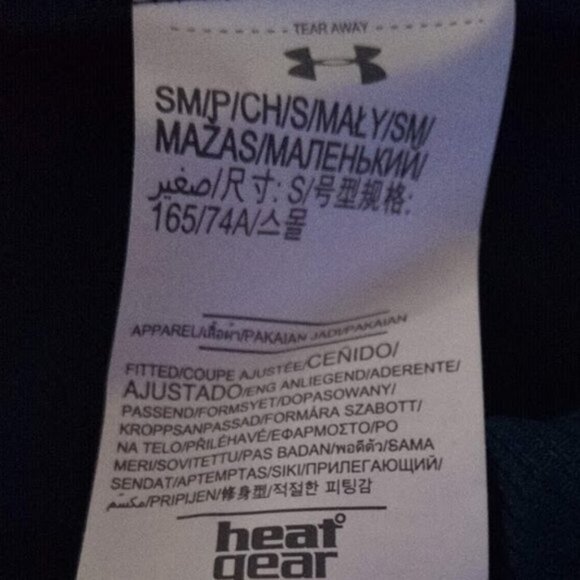 TEAR AWAY
SM/P/CH/S/MAŁY/SM/
MAŽAS/МАЛЕНЬКИЙ/
صغير/尺寸: S/号型规格:
165/74A/스몰
APPAREL/เสื้อผ้า/PAKAIAN JADI/PAKAIAN
FITTED/COUPE AJUSTÉE/CEÑIDO/
AJUSTADO/ENG ANLIEGEND/ADERENTE/
PASSEND/FORMSYET/DOPASOWANY/
KROPPSANPASSAD/FORMÁRA SZABOTT/
NA TELO/PŘILÉHAVÉ/ΕΦΑΡΜΟΣΤΟ/PO
MERI/SOVITETTU/PAS BADAN/พอดีตัว/ВАМА
SENDAT/APTEMPTAS/SIKI/ПРИЛЕГАЮЩИЙ/
مكسّم/PRIPIJEN/修身型/적절한 피팅감
heat
gear